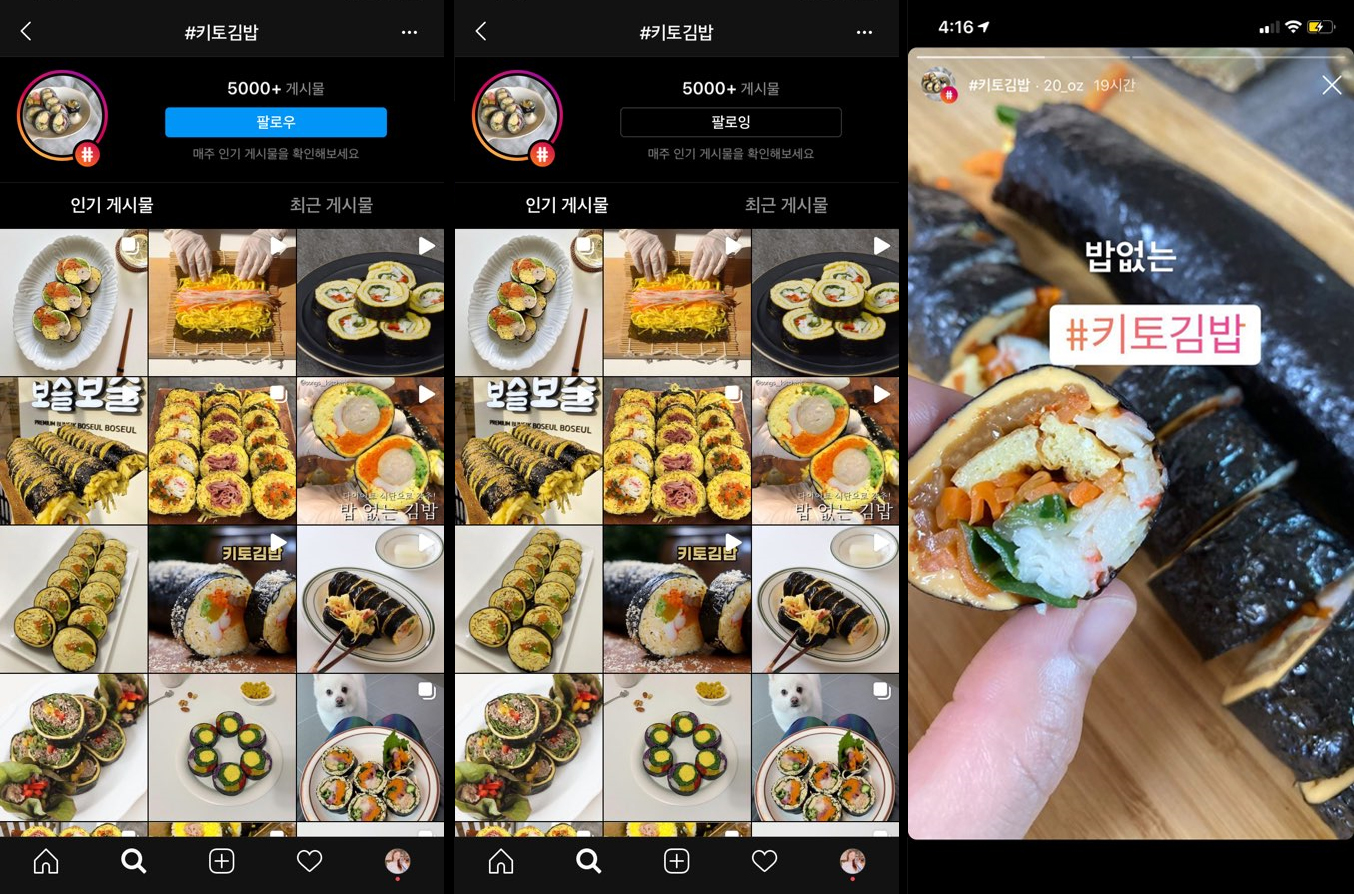 #키토김밥
5000+ 게시물
팔로우
매주 인기 게시물을 확인해보세요
인기 게시물
최근 게시물
보슬보슬
PREMIUM
BOSEUL BOSEUL
다이어트 식단으로 강추!
밥 없는 김밥
키토김밥
#키토김밥
5000+ 게시물
팔로잉
매주 인기 게시물을 확인해보세요
인기 게시물
최근 게시물
보슬보슬
PREMIUM
BOSEUL BOSEUL
다이어트 식단으로 강추!
밥 없는 김밥
키토김밥
4:16
#키토김밥 · 20_oz 19시간
밥없는
#키토김밥